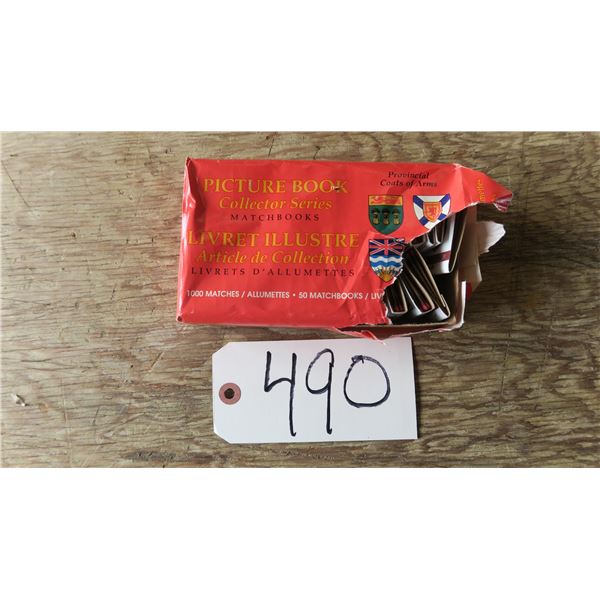 PICTURE BOOK
Collector Series
MATCHBOOKS
LIVRET ILLUSTRE
Article de Collection
LIVRETS D'ALLUMETTES
1000 MATCHES / ALLUMETTES • 50 MATCHBOOKS /
Provincial
Coats of Arms
490